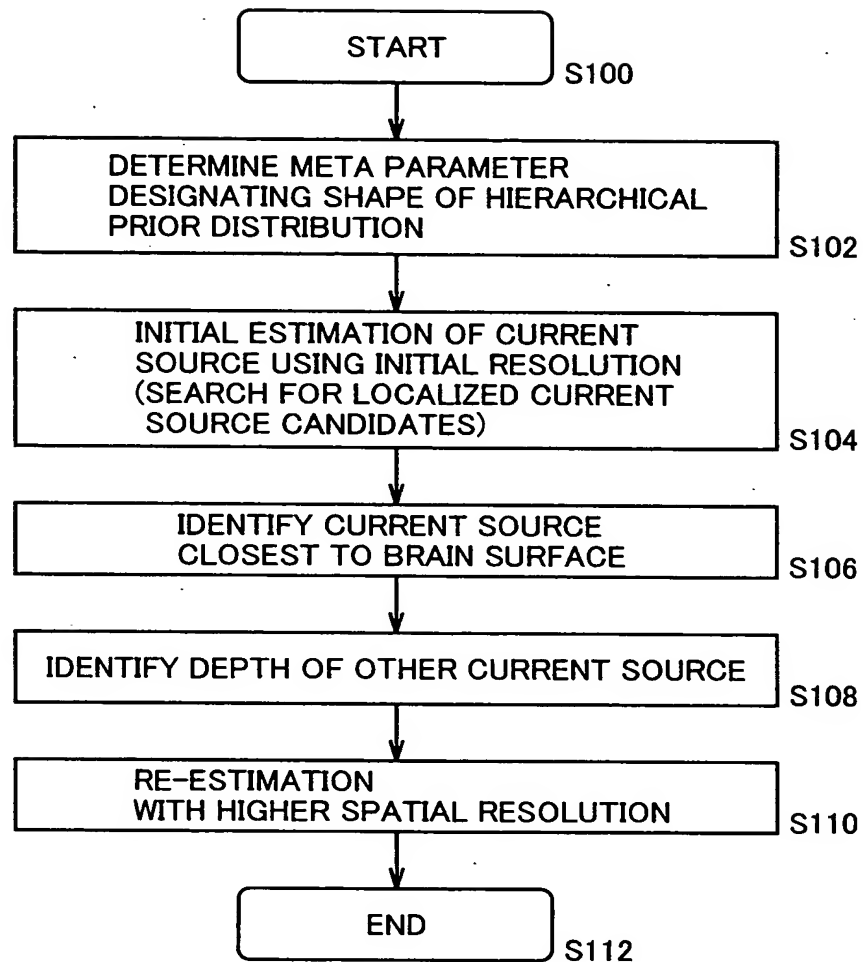 START
S100
DETERMINE META PARAMETER
DESIGNATING SHAPE OF HIERARCHICAL
PRIOR DISTRIBUTION
S102
INITIAL ESTIMATION OF CURRENT
SOURCE USING INITIAL RESOLUTION
(SEARCH FOR LOCALIZED CURRENT
SOURCE CANDIDATES)
S104
IDENTIFY CURRENT SOURCE
CLOSEST TO BRAIN SURFACE
S106
IDENTIFY DEPTH OF OTHER CURRENT SOURCE
S108
RE-ESTIMATION
WITH HIGHER SPATIAL RESOLUTION
S110
END
S112